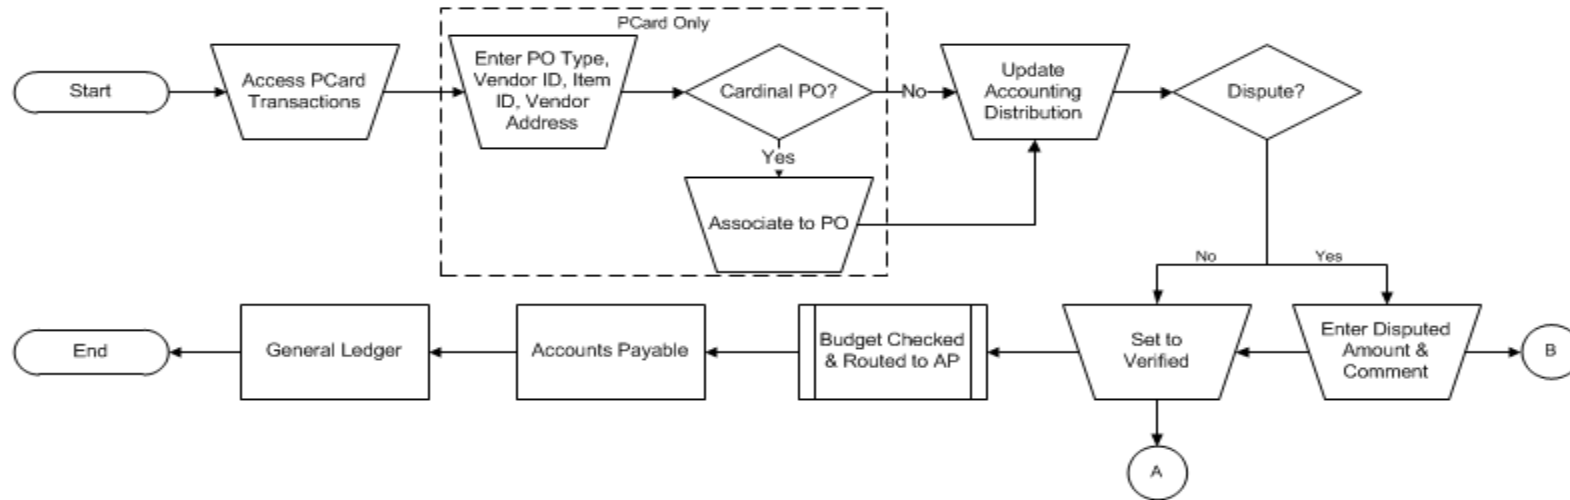 PCard Only
Start
Access PCard
Transactions
Enter PO Type,
Vendor ID, Item
ID, Vendor
Address
Cardinal PO?
No
Update
Accounting
Distribution
Dispute?
Yes
Associate to PO
No
Yes
End
General Ledger
Accounts Payable
Budget Checked
& Routed to AP
Set to
Verified
Enter Disputed
Amount &
Comment
B
A